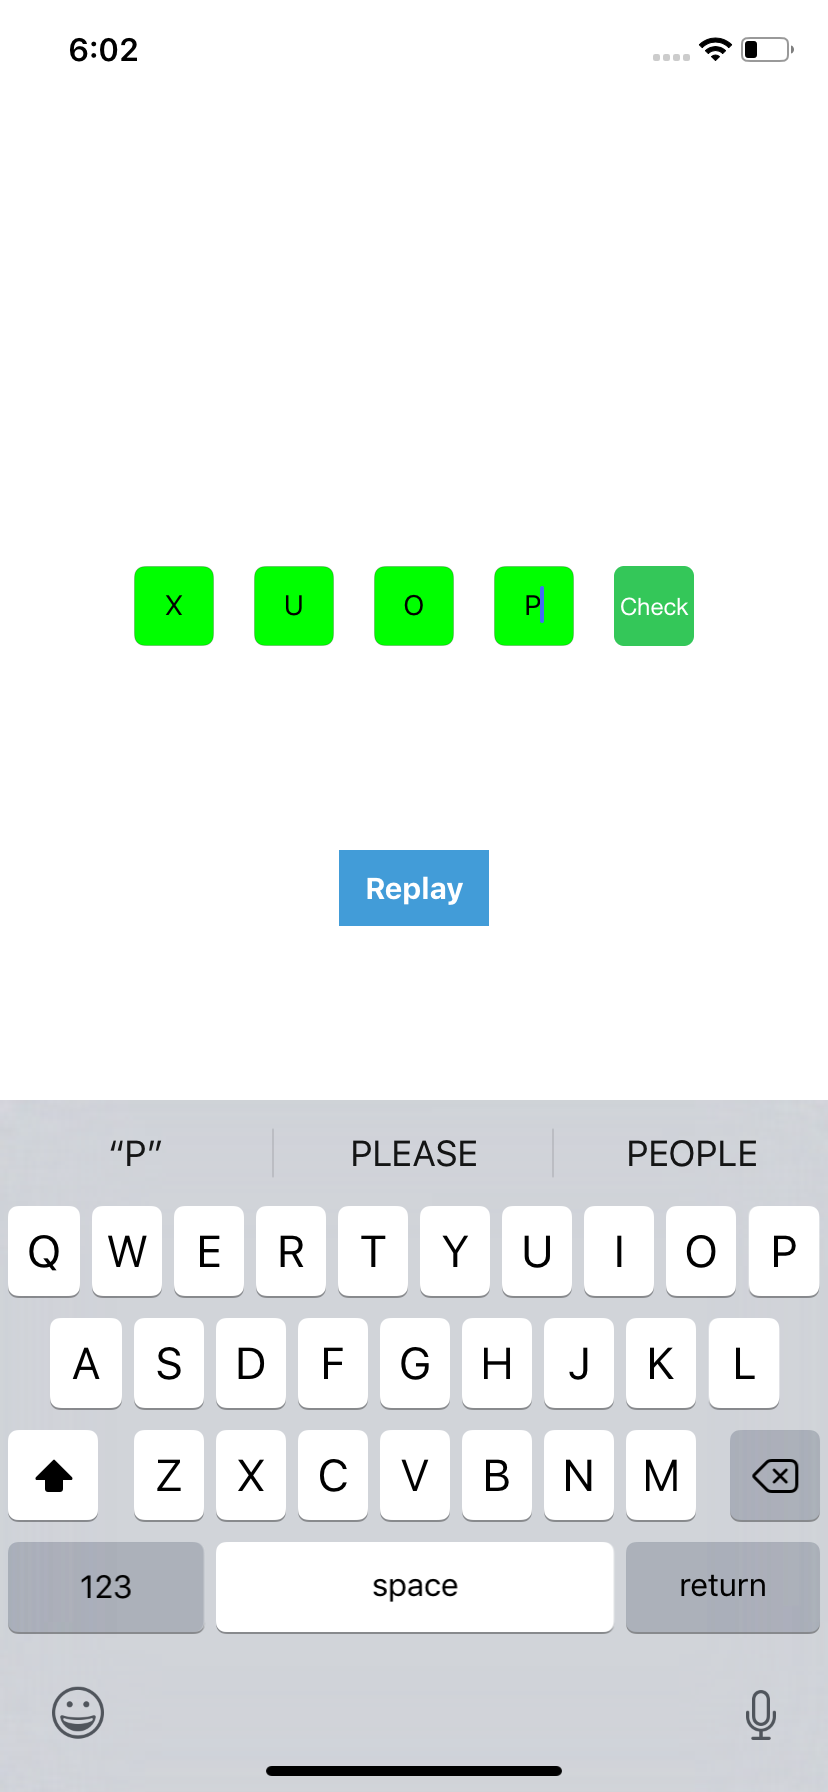 6:02
X U O P Check
Replay
“P” PLEASE PEOPLE
Q W E R T Y U I O P
A S D F G H J K L
Z X C V B N M
123 space return